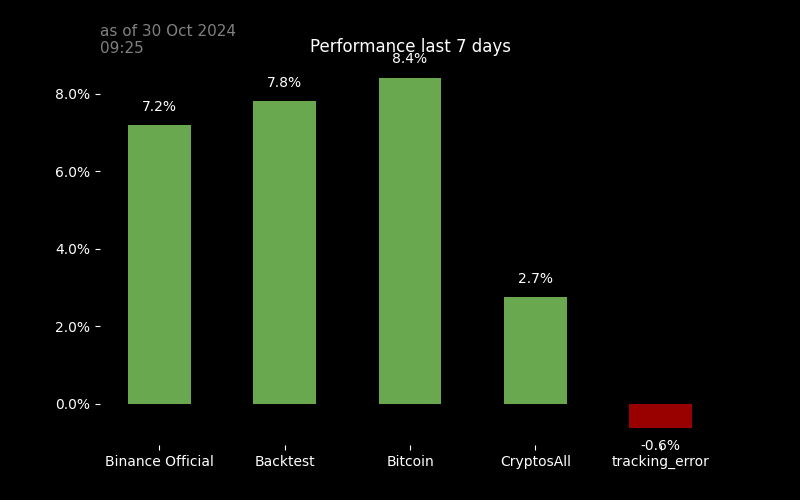 as of 30 Oct 2024
09:25
Performance last 7 days
8.4%
7.8%
7.2%
2.7%
-0.6%
8.0%
6.0%
4.0%
2.0%
0.0%
Binance Official
Backtest
Bitcoin
CryptosAll
tracking_error